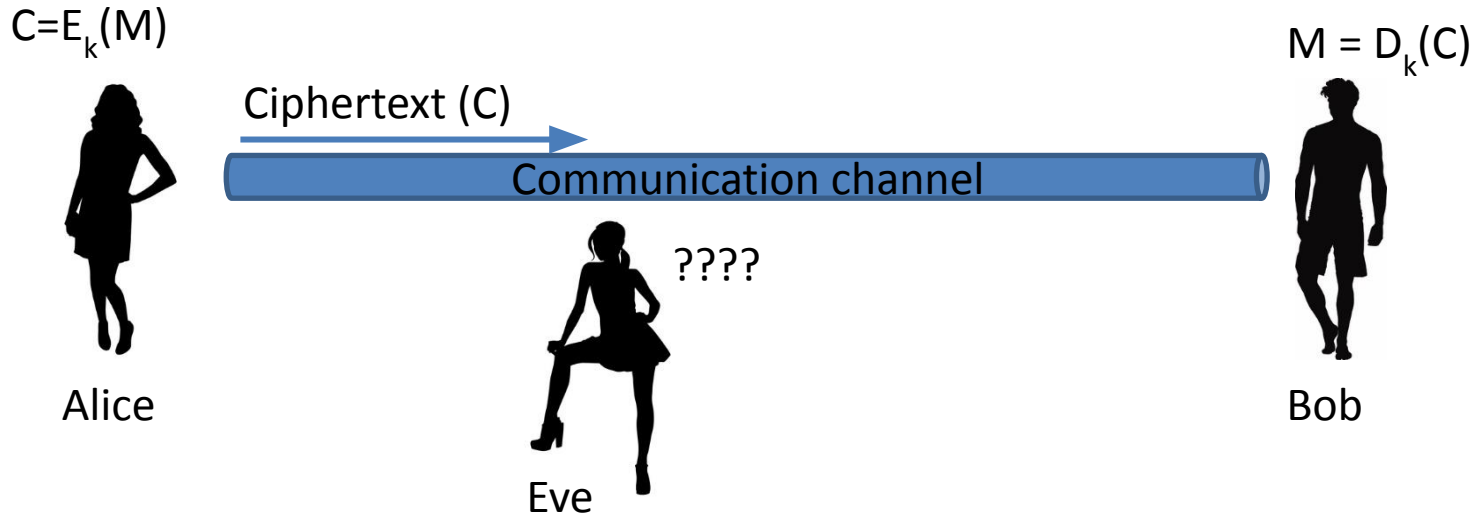 C=Eₖ(M)
M = Dₖ(C)
Ciphertext (C)
Communication channel
????
Alice
Bob
Eve